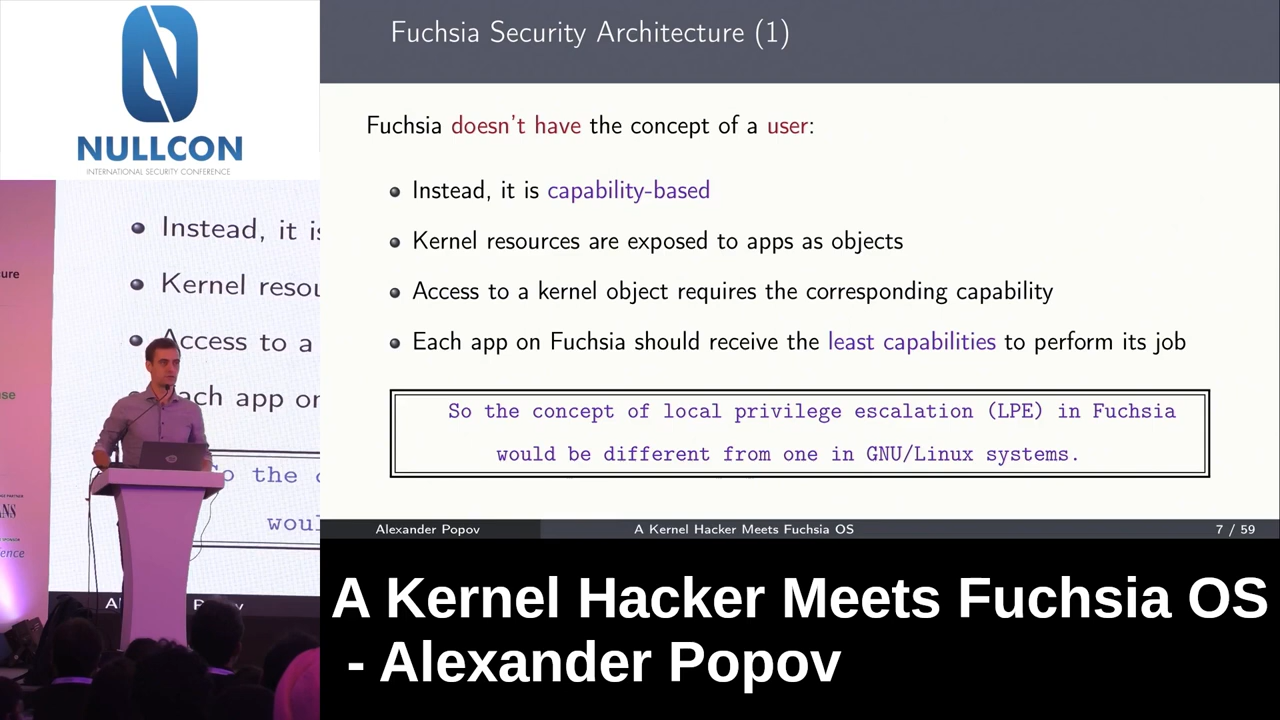 NULLCON
INTERNATIONAL SECURITY CONFERENCE
Fuchsia Security Architecture (1)
Fuchsia doesn't have the concept of a user:
Instead, it is capability-based
Kernel resources are exposed to apps as objects
Access to a kernel object requires the corresponding capability
Each app on Fuchsia should receive the least capabilities to perform its job
So the concept of local privilege escalation (LPE) in Fuchsia
would be different from one in GNU/Linux systems.
Alexander Popov
A Kernel Hacker Meets Fuchsia OS
7 / 59
Instead, it is
Kernel resou
Access to a
ach app on
o the c
woul
ure
se
NS
ence
A Kernel Hacker Meets Fuchsia OS
- Alexander Popov